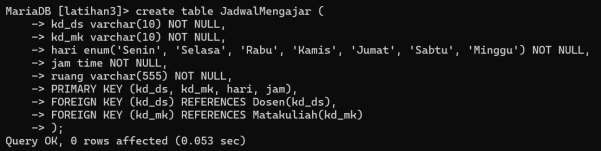 MariaDB [latihan3]> create table JadwalMengajar (
-> kd_ds varchar(10) NOT NULL,
-> kd_mk varchar(10) NOT NULL,
-> hari enum('Senin', 'Selasa', 'Rabu', 'Kamis', 'Jumat', 'Sabtu', 'Minggu') NOT NULL,
-> jam time NOT NULL,
-> ruang varchar(555) NOT NULL,
-> PRIMARY KEY (kd_ds, kd_mk, hari, jam),
-> FOREIGN KEY (kd_ds) REFERENCES Dosen(kd_ds),
-> FOREIGN KEY (kd_mk) REFERENCES Matakuliah(kd_mk)
-> );
Query OK, 0 rows affected (0.053 sec)